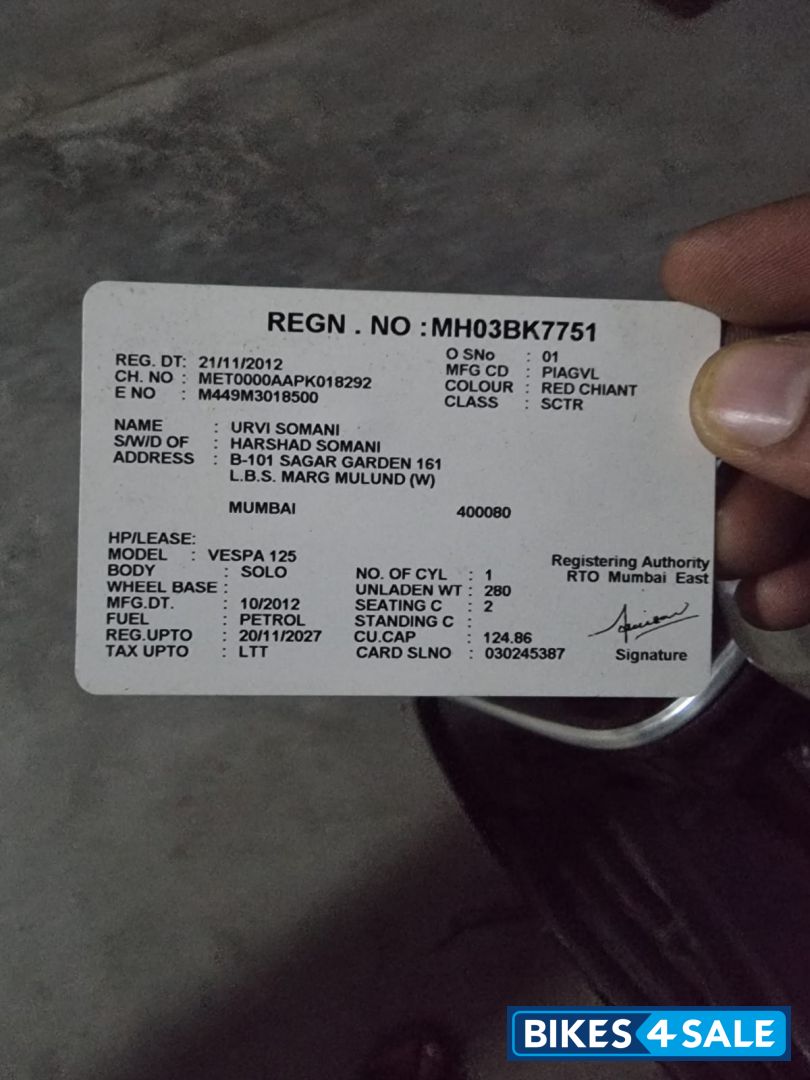 REGN . NO : MH03BK7751
REG. DT: 21/11/2012 O SNo : 01
CH. NO : MET0000AAPK018292 MFG CD : PIAGVL
E NO : M449M3018500 COLOUR : RED CHIANT
CLASS : SCTR
NAME : URVI SOMANI
S/W/D OF : HARSHAD SOMANI
ADDRESS : B-101 SAGAR GARDEN 161
L.B.S. MARG MULUND (W)
MUMBAI 400080
HP/LEASE:
MODEL : VESPA 125
BODY : SOLO NO. OF CYL : 1
WHEEL BASE : UNLADEN WT : 280
MFG.DT. : 10/2012 SEATING C : 2
FUEL : PETROL STANDING C :
REG.UPTO : 20/11/2027 CU.CAP : 124.86
TAX UPTO : LTT CARD SLNO : 030245387
Registering Authority
RTO Mumbai East
Signature
BIKES4SALE